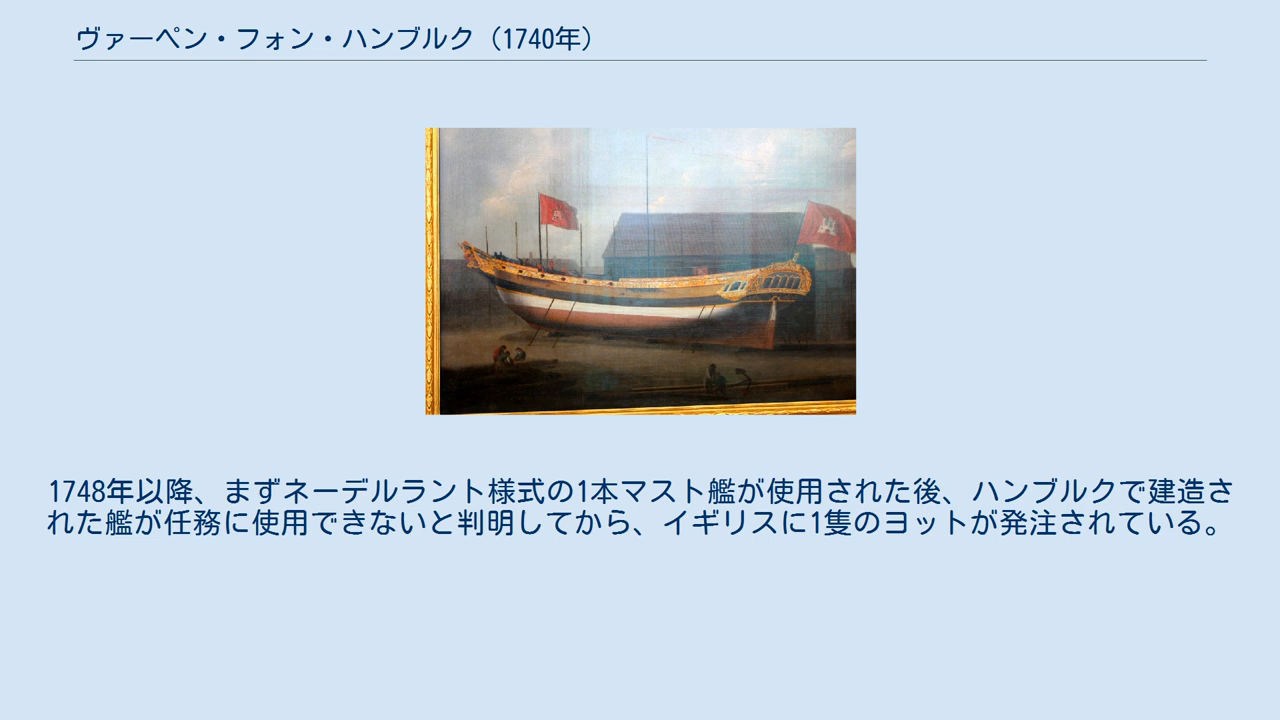 ヴァーペン・フォン・ハンブルク（1740年）
1748年以降、まずネーデルラント様式の1本マスト艦が使用された後、ハンブルクで建造さ
れた艦が任務に使用できないと判明してから、イギリスに1隻のヨットが発注されている。